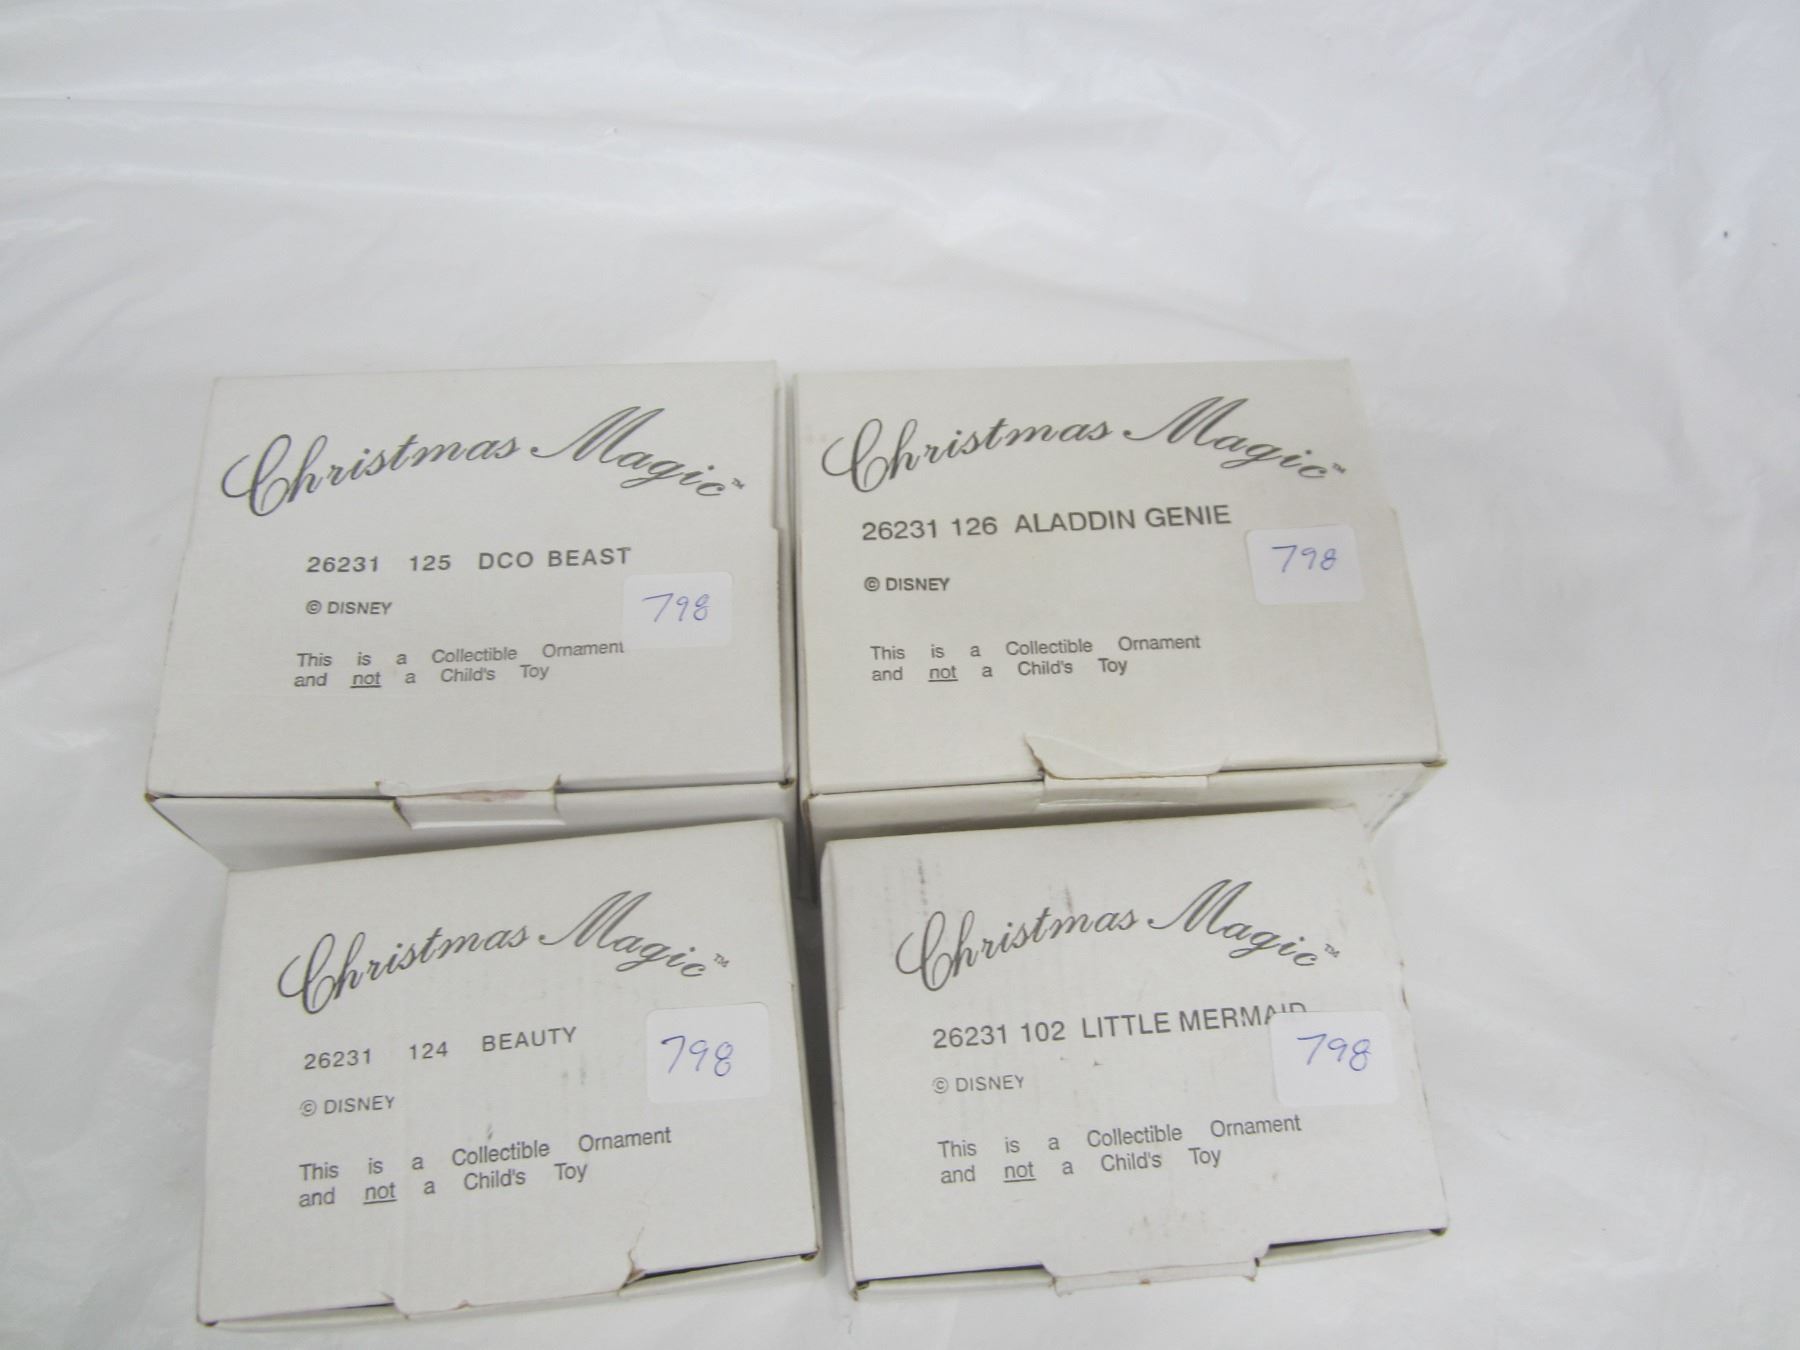 Christmas Magic™
26231 125 DCO BEAST
© DISNEY
798
This is a Collectible Ornament
and not a Child's Toy
Christmas Magic™
26231 126 ALADDIN GENIE
© DISNEY
798
This is a Collectible Ornament
and not a Child's Toy
Christmas Magic™
26231 124 BEAUTY
© DISNEY
798
This is a Collectible Ornament
and not a Child's Toy
Christmas Magic™
26231 102 LITTLE MERMAID
© DISNEY
798
This is a Collectible Ornament
and not a Child's Toy